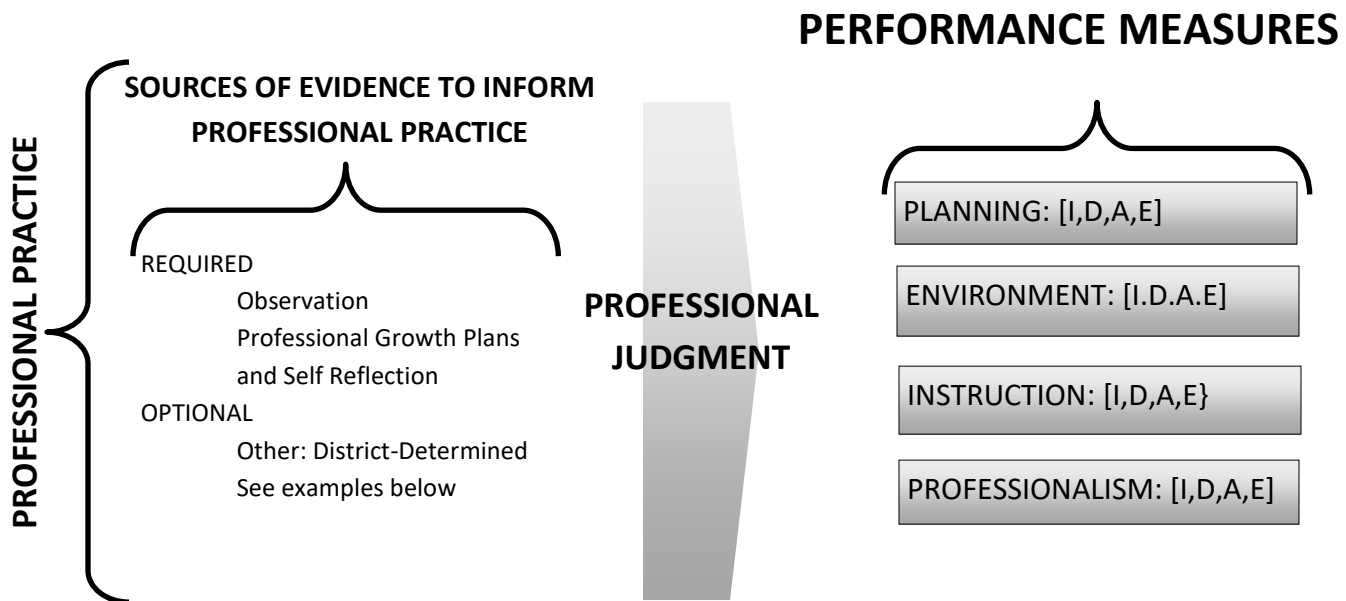 PROFESSIONAL PRACTICE
SOURCES OF EVIDENCE TO INFORM
PROFESSIONAL PRACTICE
REQUIRED
Observation
Professional Growth Plans
and Self Reflection
OPTIONAL
Other: District-Determined
See examples below
PROFESSIONAL
JUDGMENT
PERFORMANCE MEASURES
PLANNING: [I,D,A,E]
ENVIRONMENT: [I.D.A.E]
INSTRUCTION: [I,D,A,E}
PROFESSIONALISM: [I,D,A,E]